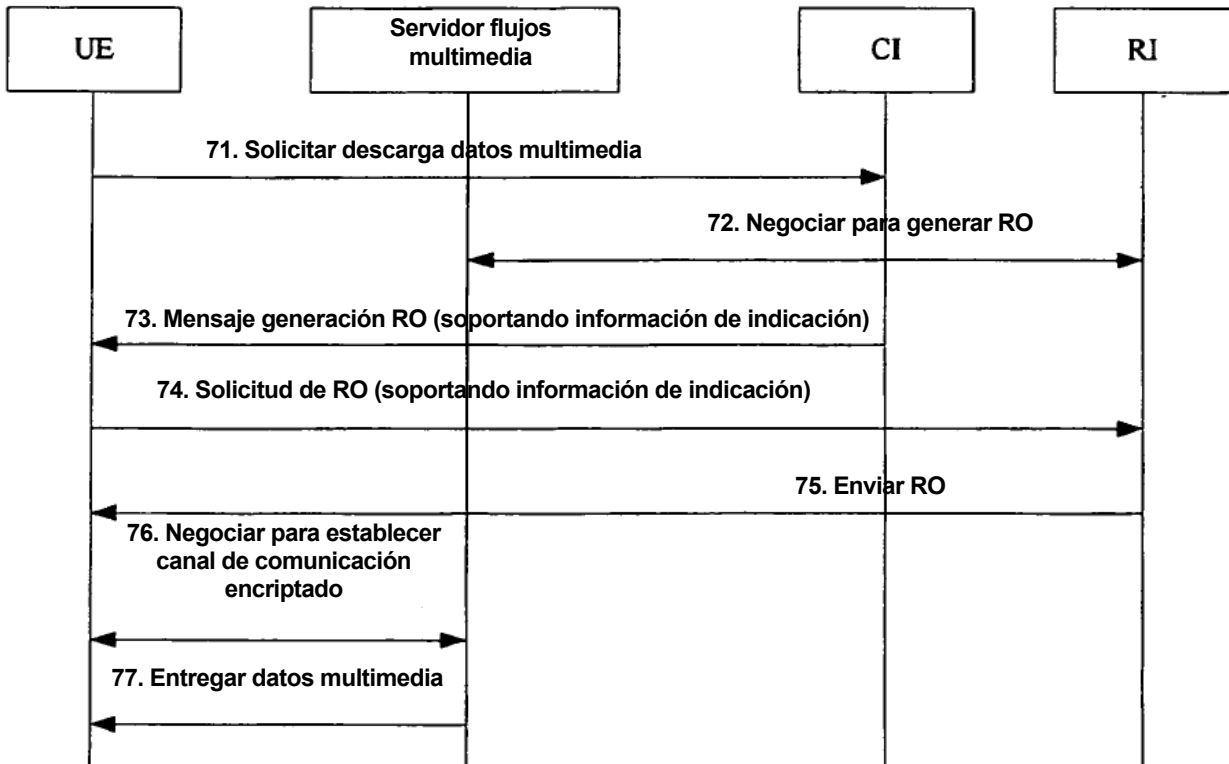 UE
Servidor flujos
multimedia
CI
RI
71. Solicitar descarga datos multimedia
72. Negociar para generar RO
73. Mensaje generación RO (soportando información de indicación)
74. Solicitud de RO (soportando información de indicación)
75. Enviar RO
76. Negociar para establecer
canal de comunicación
encriptado
77. Entregar datos multimedia